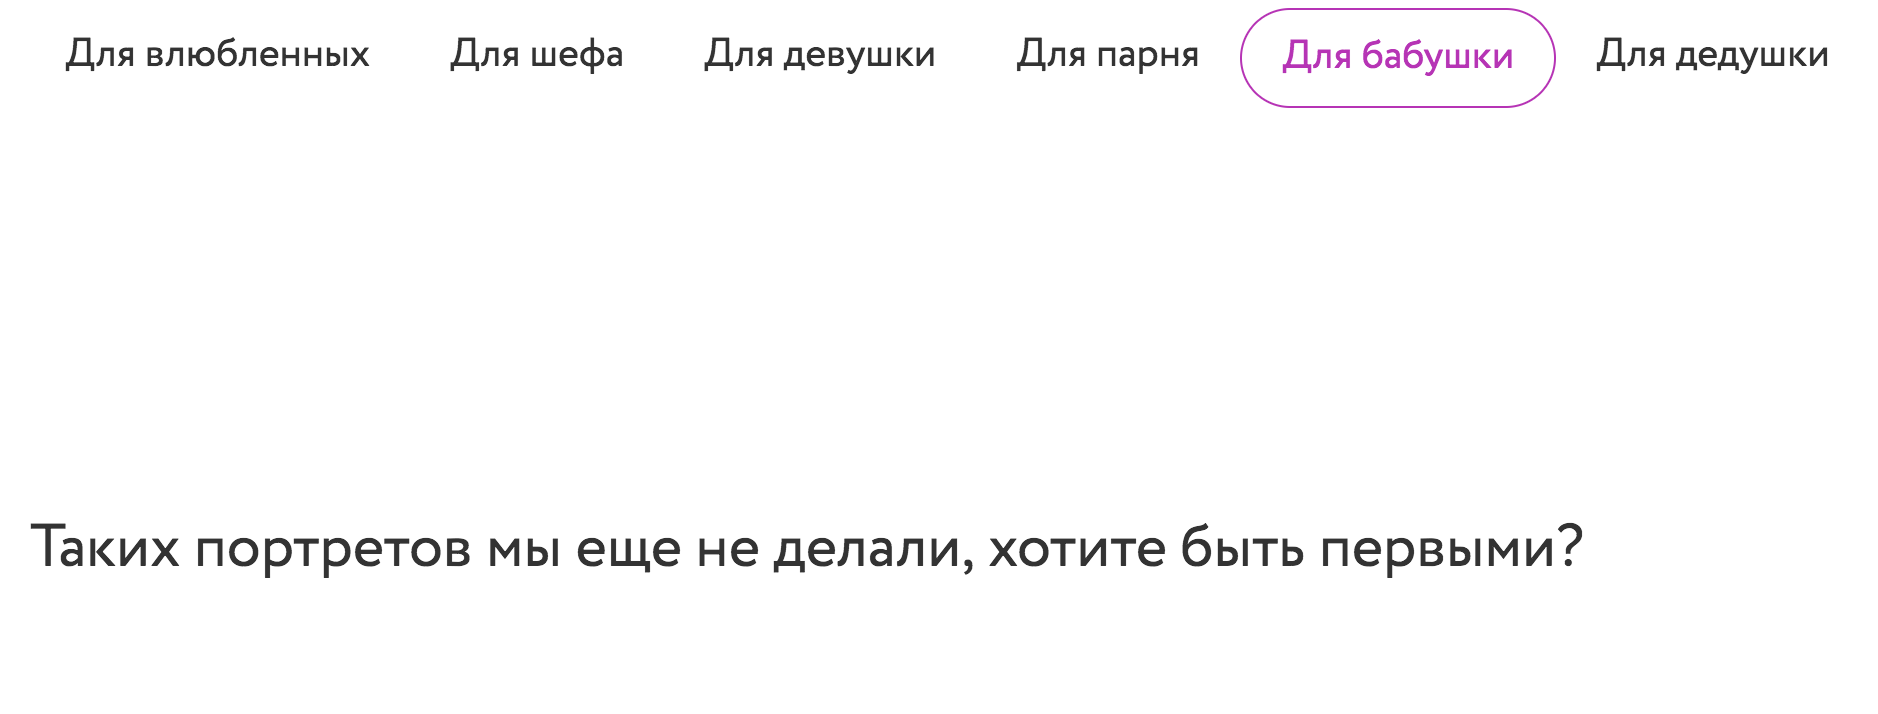 Для влюбленных Для шефа Для девушки Для парня Для бабушки Для дедушки
Таких портретов мы еще не делали, хотите быть первыми?